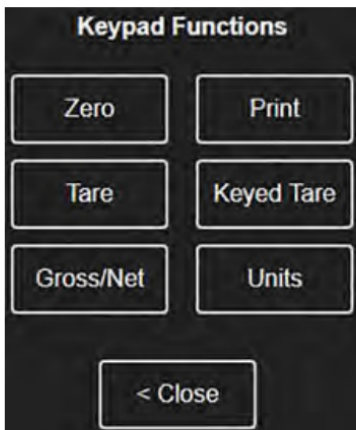 Keypad Functions
Zero
Print
Tare
Keyed Tare
Gross/Net
Units
< Close